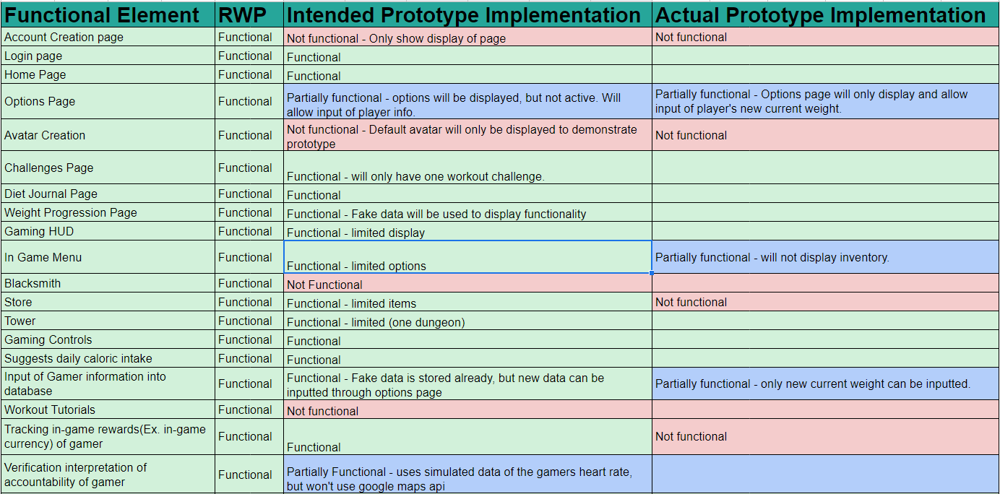 Functional Element RWP Intended Prototype Implementation Actual Prototype Implementation
Account Creation page Functional Not functional - Only show display of page Not functional
Login page Functional Functional
Home Page Functional Functional
Options Page Functional Partially functional - options will be displayed, but not active. Will
allow input of player info. Partially functional - Options page will only display and allow
input of player's new current weight.
Avatar Creation Functional Not functional - Default avatar will only be displayed to demonstrate
prototype Not functional
Challenges Page Functional Functional - will only have one workout challenge.
Diet Journal Page Functional Functional
Weight Progression Page Functional Functional - Fake data will be used to display functionality
Gaming HUD Functional Functional - limited display
In Game Menu Functional Functional - limited options Partially functional - will not display inventory.
Blacksmith Functional Not Functional
Store Functional Functional - limited items Not functional
Tower Functional Functional - limited (one dungeon)
Gaming Controls Functional Functional
Suggests daily caloric intake Functional Functional
Input of Gamer information into
database Functional Functional - Fake data is stored already, but new data can be
inputted through options page Partially functional - only new current weight can be inputted.
Workout Tutorials Functional Not functional
Tracking in-game rewards(Ex. in-game
currency) of gamer Functional Functional Not functional
Verification interpretation of
accountability of gamer Functional Partially Functional - uses simulated data of the gamers heart rate,
but won't use google maps api